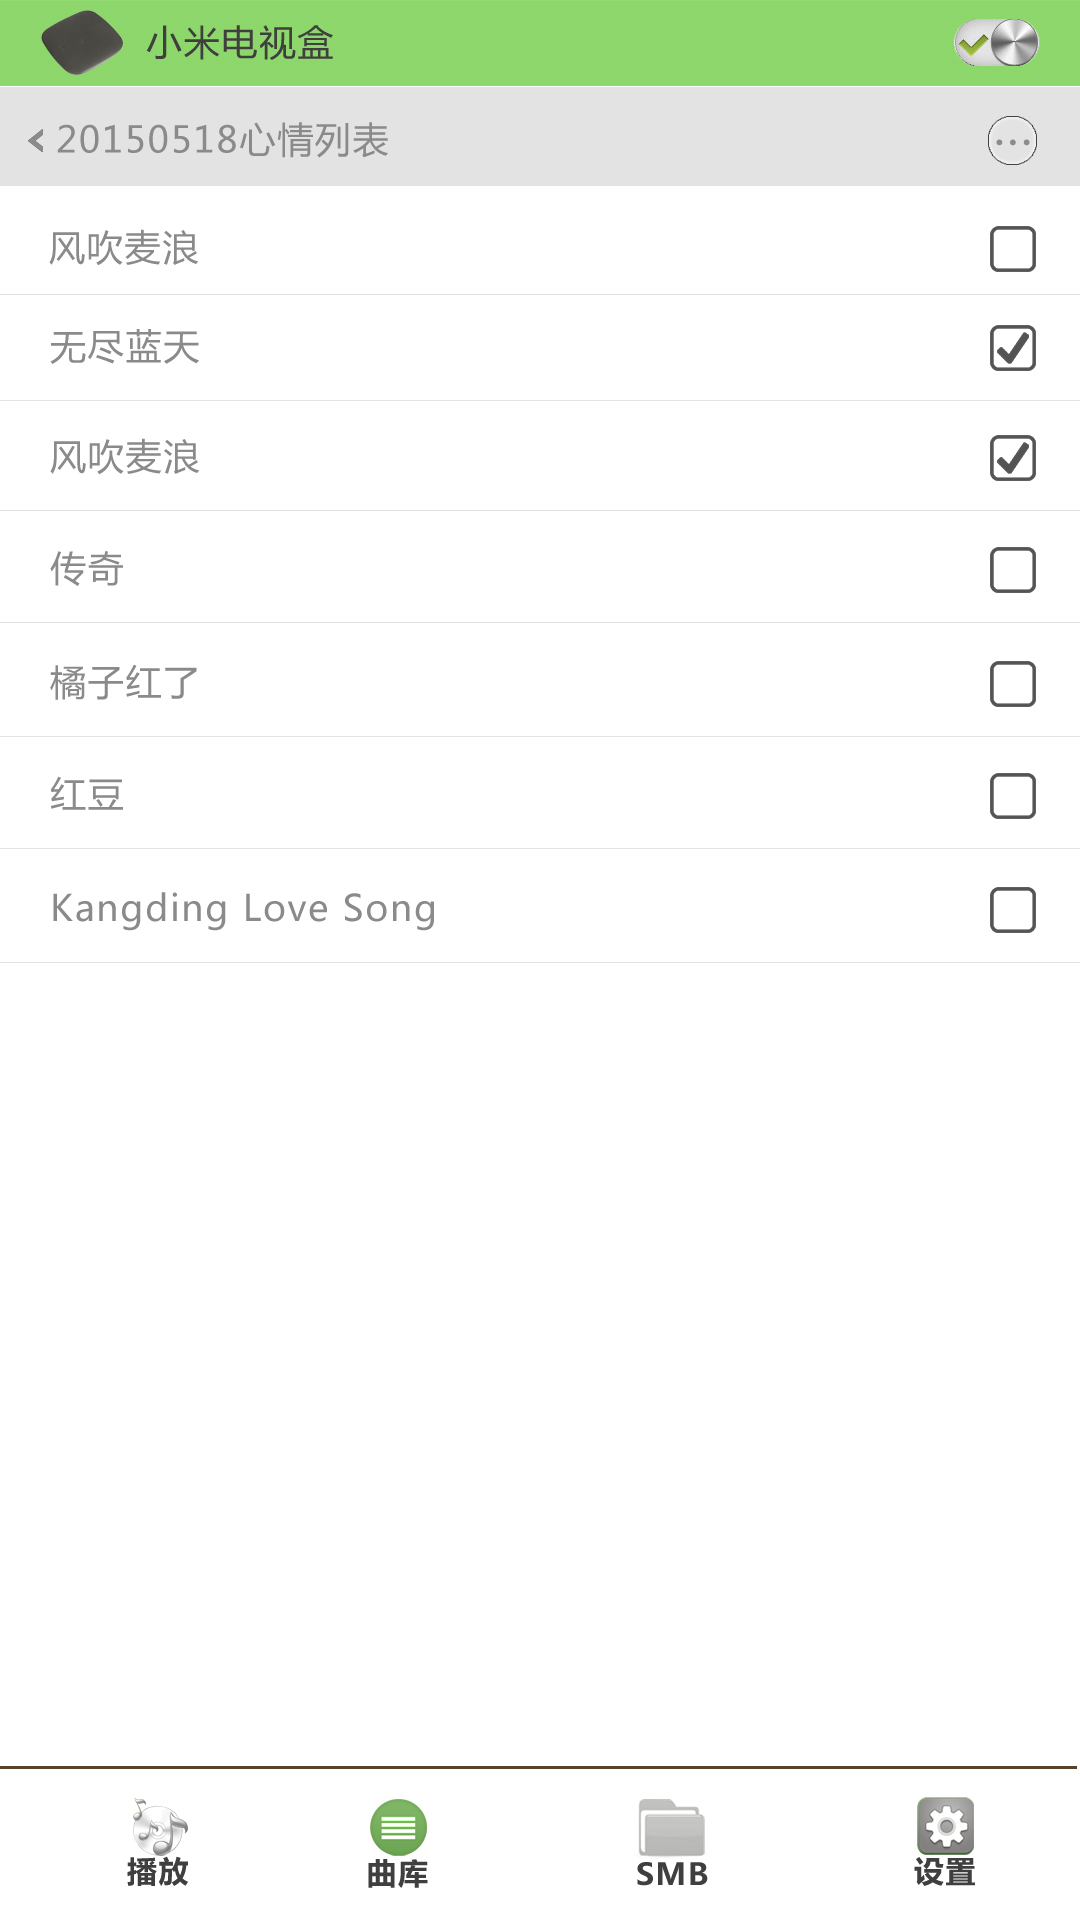 小米电视盒
20150518心情列表
风吹麦浪
无尽蓝天
风吹麦浪
传奇
橘子红了
红豆
Kangding Love Song
播放
曲库
SMB
设置